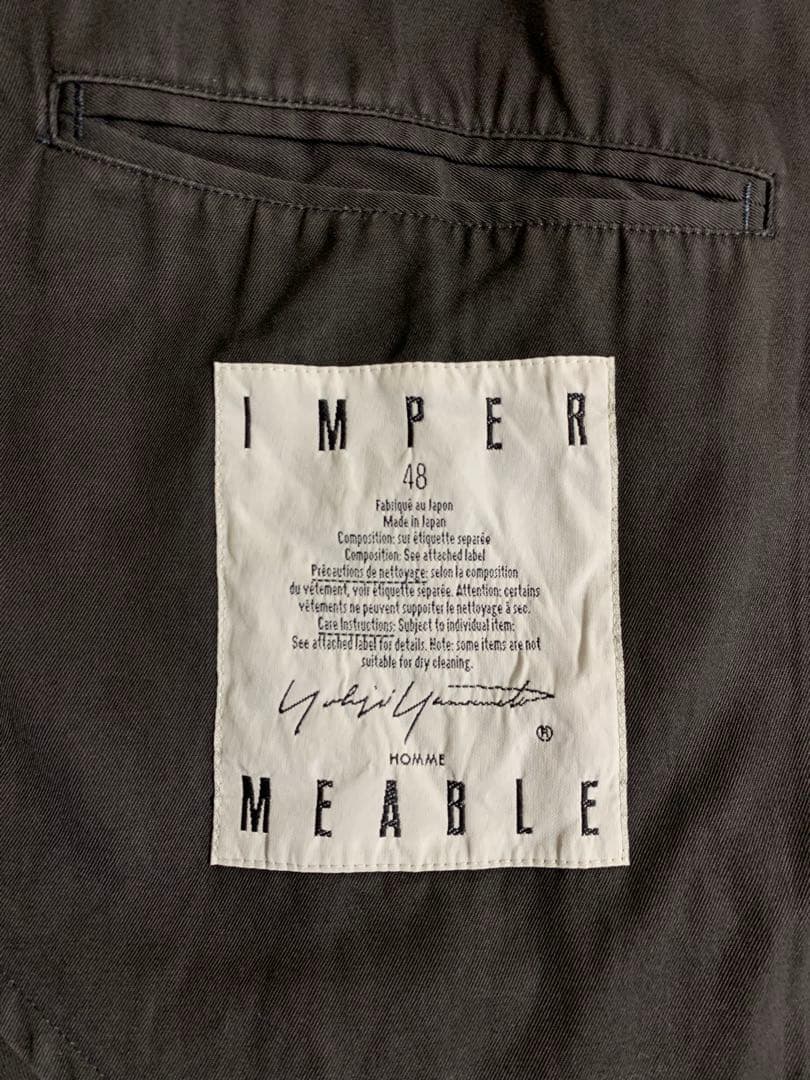 IMPER
48
Fabriqué au Japon
Made in Japan
Composition: sur étiquette separée
Composition: See attached label
Précautions de nettoyage: selon la composition
du vétement, voir étiquette séparée. Attention: certains
vétements ne peuvent supporter le nettoyage à sec.
Care Instructions: Subject to individual item:
See attached label for details. Note: some items are not
suitable for dry cleaning.
Yohji Yamamoto
®
HOMME
MEABLE